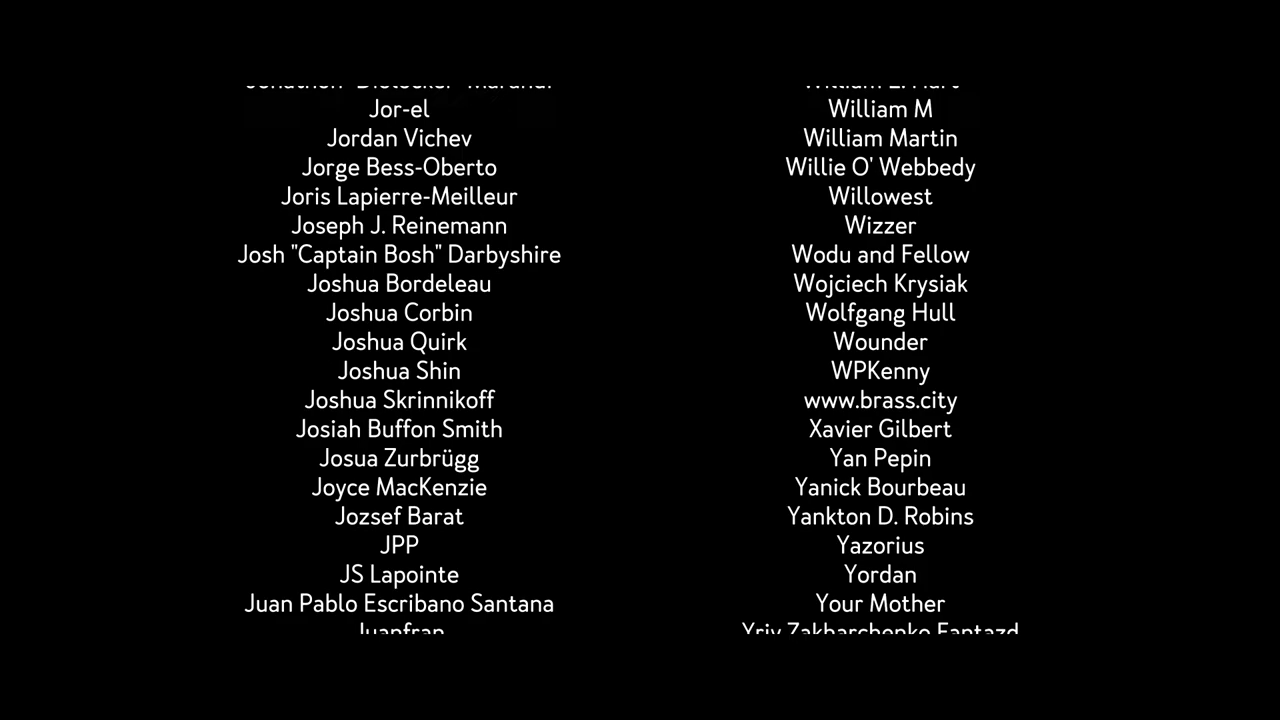 Jor-el
Jordan Vichev
Jorge Bess-Oberto
Joris Lapierre-Meilleur
Joseph J. Reinemann
Josh "Captain Bosh" Darbyshire
Joshua Bordeleau
Joshua Corbin
Joshua Quirk
Joshua Shin
Joshua Skrinnikoff
Josiah Buffon Smith
Josua Zurbrügg
Joyce MacKenzie
Jozsef Barat
JPP
JS Lapointe
Juan Pablo Escribano Santana
Juanfran
William M
William Martin
Willie O' Webbedy
Willowest
Wizzer
Wodu and Fellow
Wojciech Krysiak
Wolfgang Hull
Wounder
WPKenny
www.brass.city
Xavier Gilbert
Yan Pepin
Yanick Bourbeau
Yankton D. Robins
Yazorius
Yordan
Your Mother
Zakharchenko Fantazd